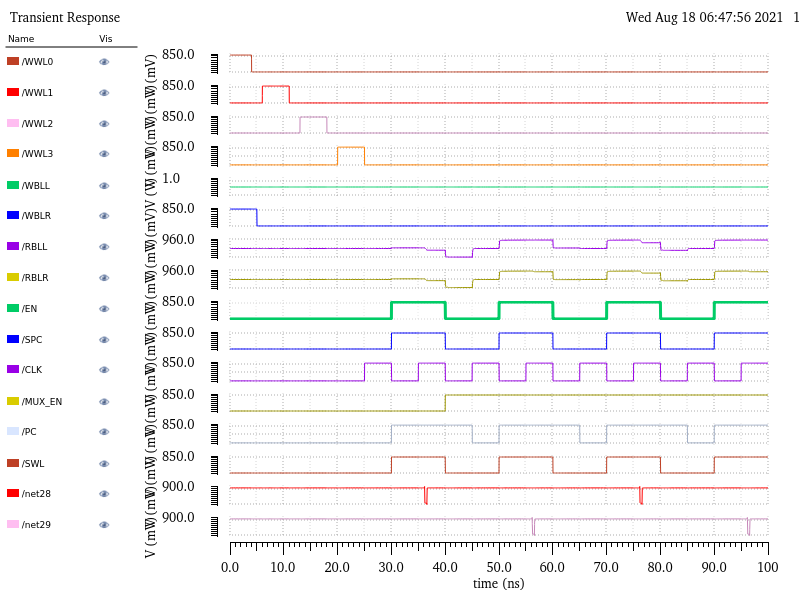 Transient Response
Wed Aug 18 06:47:56 2021 1
Name Vis
/WWL0
/WWL1
/WWL2
/WWL3
/WBLL
/WBLR
/RBLL
/RBLR
/EN
/SPC
/CLK
/MUX_EN
/PC
/SWL
/net28
/net29
850.0
850.0
850.0
850.0
1.0
850.0
960.0
960.0
850.0
850.0
850.0
850.0
850.0
850.0
900.0
900.0
V (mV)
0.0 10.0 20.0 30.0 40.0 50.0 60.0 70.0 80.0 90.0 100
time (ns)